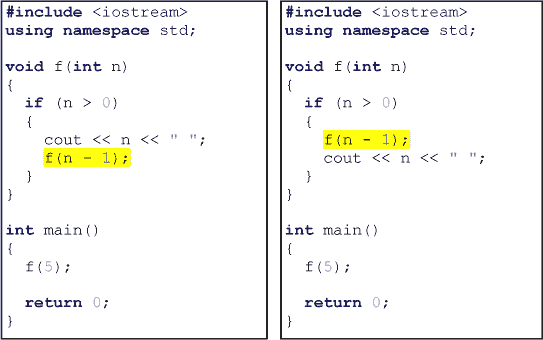 #include <iostream>
using namespace std;
void f(int n)
{
if (n > 0)
{
cout << n << " ";
f(n - 1);
}
}
int main()
{
f(5);
return 0;
}
#include <iostream>
using namespace std;
void f(int n)
{
if (n > 0)
{
f(n - 1);
cout << n << " ";
}
}
int main()
{
f(5);
return 0;
}